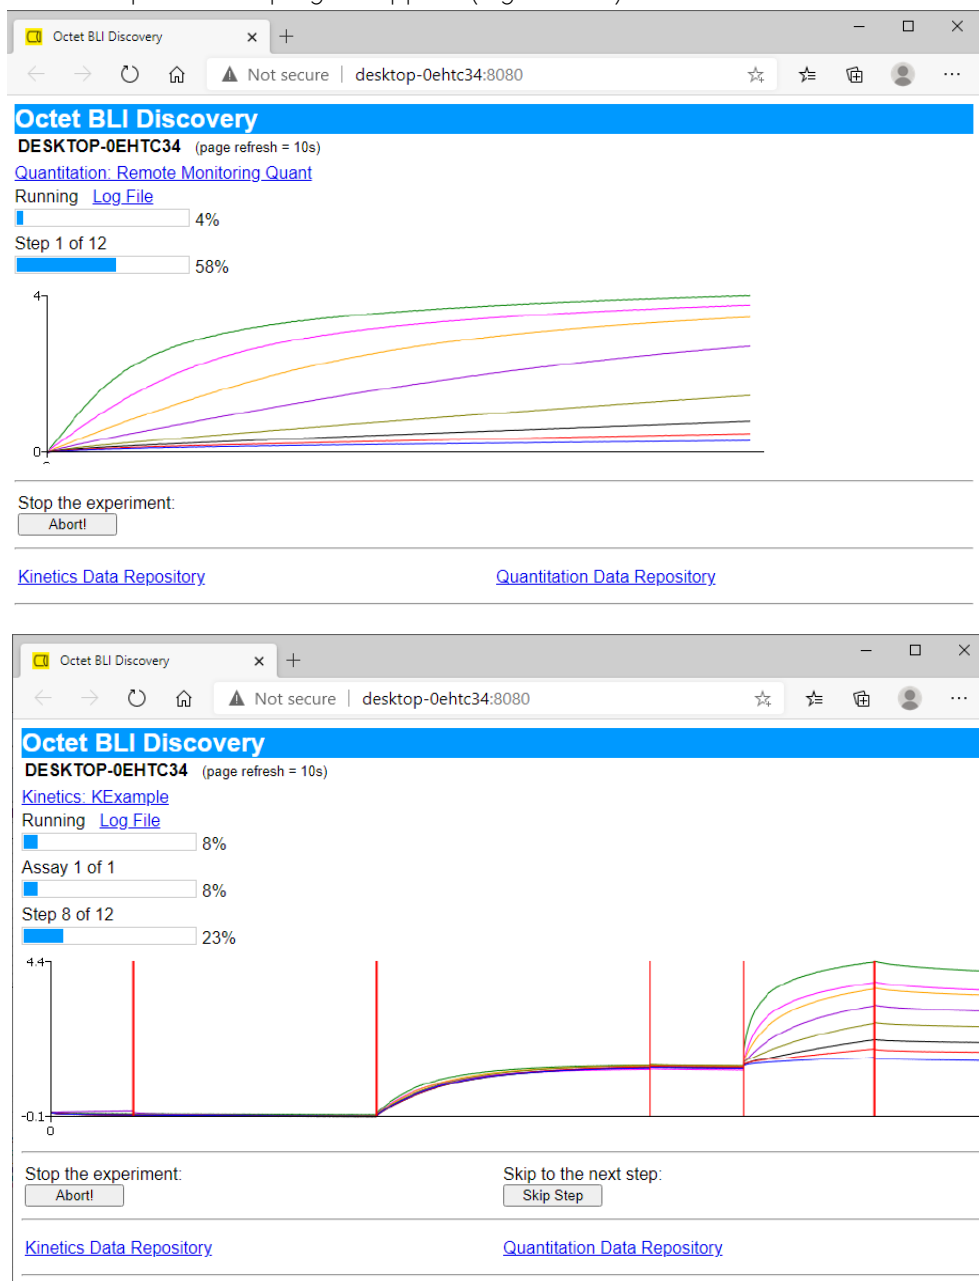 Octet BLI Discovery
Not secure | desktop-0ehtc34:8080
Octet BLI Discovery
DESKTOP-0EHTC34 (page refresh = 10s)
Quantitation: Remote Monitoring Quant
Running Log File
4%
Step 1 of 12
58%
4
0
Stop the experiment:
Abort!
Kinetics Data Repository Quantitation Data Repository
Octet BLI Discovery
Not secure | desktop-0ehtc34:8080
Octet BLI Discovery
DESKTOP-0EHTC34 (page refresh = 10s)
Kinetics: KExample
Running Log File
8%
Assay 1 of 1
8%
Step 8 of 12
23%
4.4
-0.1
0
Stop the experiment: Skip to the next step:
Abort! Skip Step
Kinetics Data Repository Quantitation Data Repository